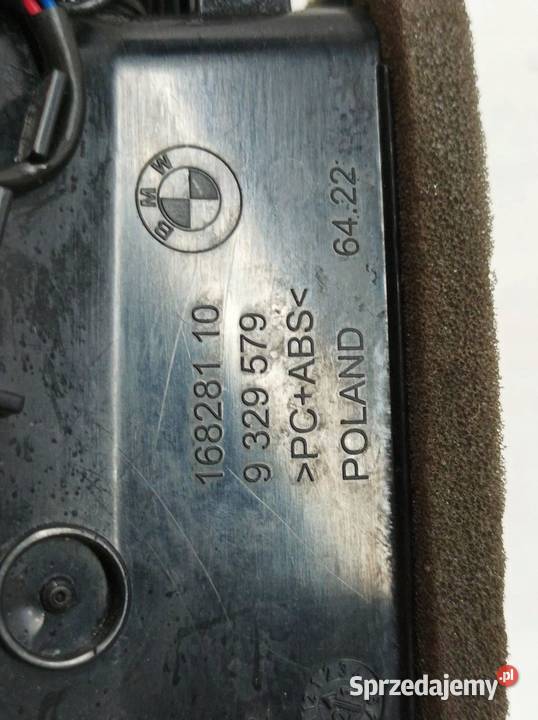 BMW
168281 10
9 329 579
>PC+ABS<
POLAND 64.22
Sprzedajemy.pl